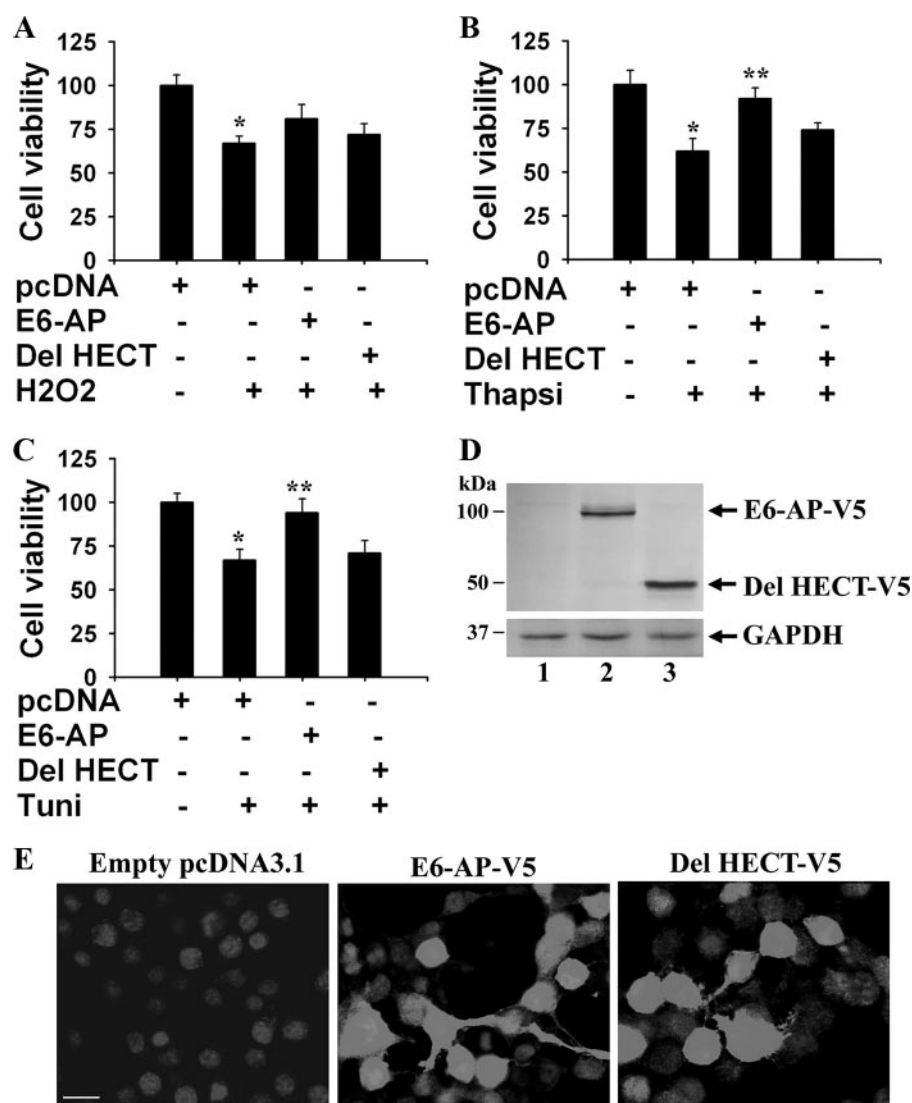 A
125
100
75
50
25
0
Cell viability
*
pcDNA + + - -
E6-AP - - + -
Del HECT - - - +
H2O2 - + + +
B
125
100
75
50
25
0
Cell viability
*
**
pcDNA + + - -
E6-AP - - + -
Del HECT - - - +
Thapsi - + + +
C
125
100
75
50
25
0
Cell viability
*
**
pcDNA + + - -
E6-AP - - + -
Del HECT - - - +
Tuni - + + +
D
kDa
100
E6-AP-V5
50
Del HECT-V5
37
GAPDH
1 2 3
E
Empty pcDNA3.1
E6-AP-V5
Del HECT-V5